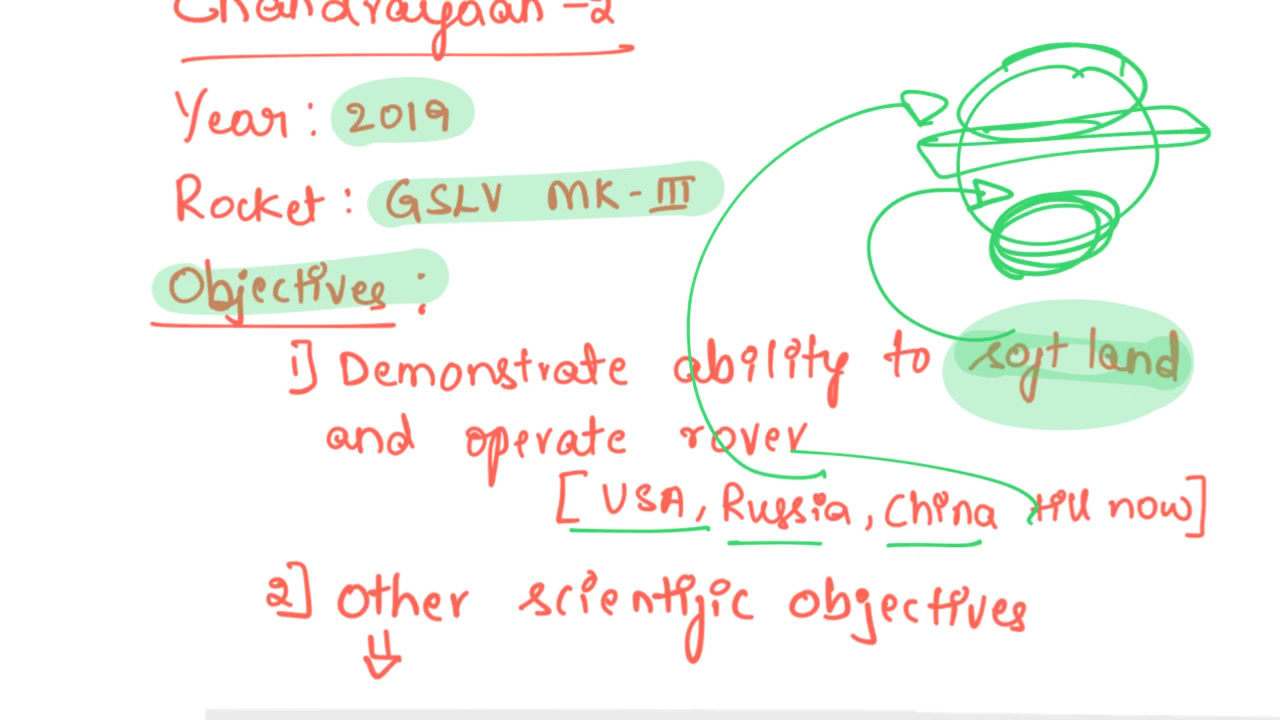 Chandrayaan -2
Year : 2019
Rocket : GSLV MK-III
Objectives :
1] Demonstrate ability to soft land
and operate rover
[ USA, Russia, China till now]
2] Other scientific objectives